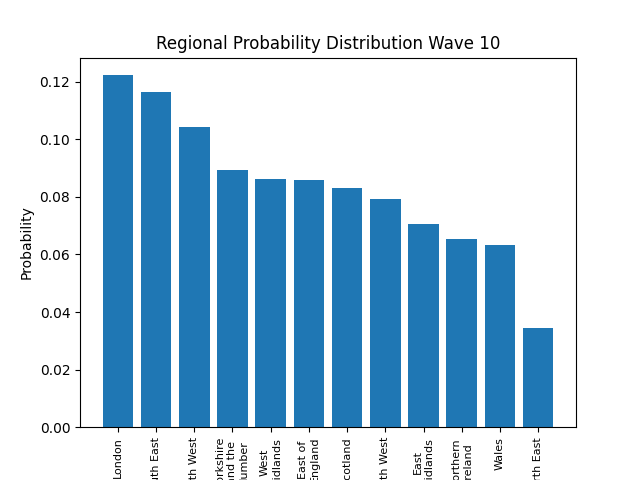 Regional Probability Distribution Wave 10
Probability
0.12
0.10
0.08
0.06
0.04
0.02
0.00
London
uth East
th West
orkshire
nd the
umber
West
idlands
East of
England
cotland
th West
East
idlands
orthern
reland
Wales
rth East